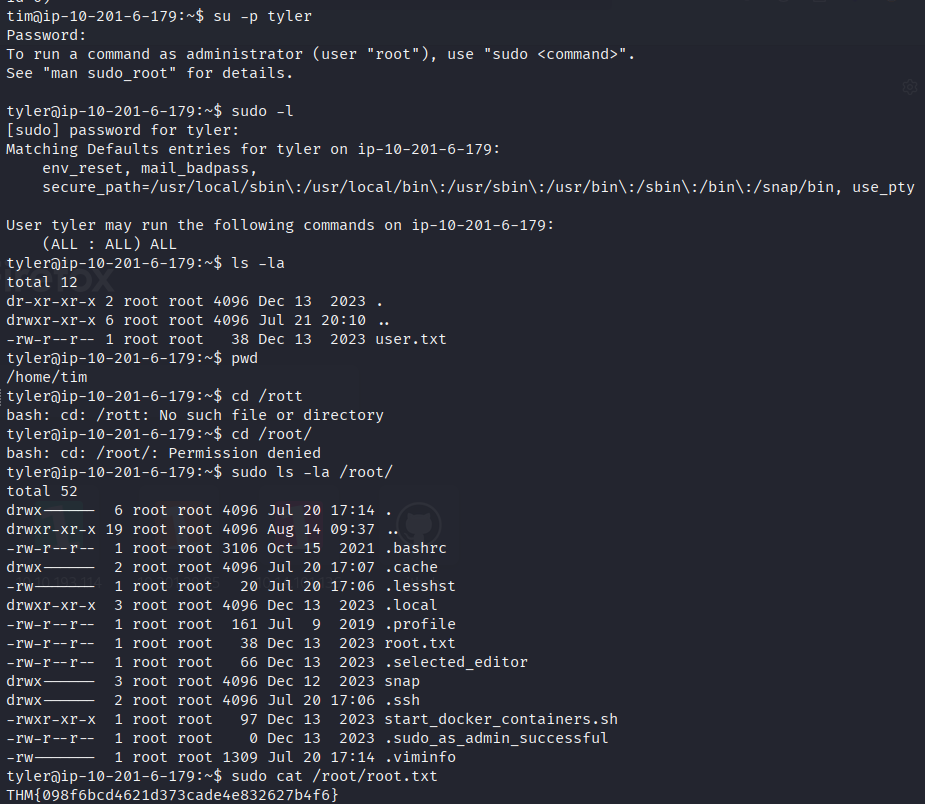 tim@ip-10-201-6-179:~$ su -p tyler
Password:
To run a command as administrator (user "root"), use "sudo <command>".
See "man sudo_root" for details.

tyler@ip-10-201-6-179:~$ sudo -l
[sudo] password for tyler:
Matching Defaults entries for tyler on ip-10-201-6-179:
    env_reset, mail_badpass,
    secure_path=/usr/local/sbin\:/usr/local/bin\:/usr/sbin\:/usr/bin\:/sbin\:/bin\:/snap/bin, use_pty

User tyler may run the following commands on ip-10-201-6-179:
    (ALL : ALL) ALL
tyler@ip-10-201-6-179:~$ ls -la
total 12
dr-xr-xr-x 2 root root 4096 Dec 13  2023 .
drwxr-xr-x 6 root root 4096 Jul 21 20:10 ..
-rw-r--r-- 1 root root   38 Dec 13  2023 user.txt
tyler@ip-10-201-6-179:~$ pwd
/home/tim
tyler@ip-10-201-6-179:~$ cd /rott
bash: cd: /rott: No such file or directory
tyler@ip-10-201-6-179:~$ cd /root/
bash: cd: /root/: Permission denied
tyler@ip-10-201-6-179:~$ sudo ls -la /root/
total 52
drwx------  6 root root 4096 Jul 20 17:14 .
drwxr-xr-x 19 root root 4096 Aug 14 09:37 ..
-rw-r--r--  1 root root 3106 Oct 15  2021 .bashrc
drwx------  2 root root 4096 Jul 20 17:07 .cache
-rw-------  1 root root   20 Jul 20 17:06 .lesshst
drwxr-xr-x  3 root root 4096 Dec 13  2023 .local
-rw-r--r--  1 root root  161 Jul  9  2019 .profile
-rw-r--r--  1 root root   38 Dec 13  2023 root.txt
-rw-r--r--  1 root root   66 Dec 13  2023 .selected_editor
drwx------  3 root root 4096 Dec 12  2023 snap
drwx------  2 root root 4096 Jul 20 17:06 .ssh
-rwxr-xr-x  1 root root   97 Dec 13  2023 start_docker_containers.sh
-rw-r--r--  1 root root    0 Dec 13  2023 .sudo_as_admin_successful
-rw-------  1 root root 1309 Jul 20 17:14 .viminfo
tyler@ip-10-201-6-179:~$ sudo cat /root/root.txt
THM{098f6bcd4621d373cade4e832627b4f6}